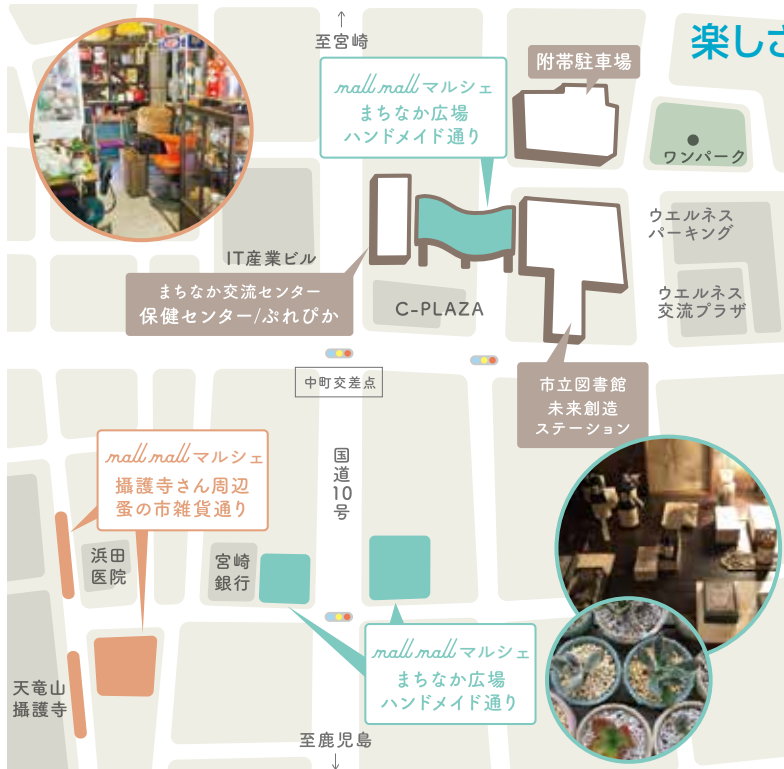 ↑
至宮崎
楽しさ
附帯駐車場
mall mall マルシェ
まちなか広場
ハンドメイド通り
ワンパーク
ウエルネス
パーキング
IT産業ビル
まちなか交流センター
保健センター/ぷれぴか
C-PLAZA
ウエルネス
交流プラザ
中町交差点
市立図書館
未来創造
ステーション
mall mall マルシェ
攝護寺さん周辺
蚤の市雑貨通り
国道10号
浜田
医院
宮崎
銀行
mall mall マルシェ
まちなか広場
ハンドメイド通り
天竜山
攝護寺
至鹿児島
↓